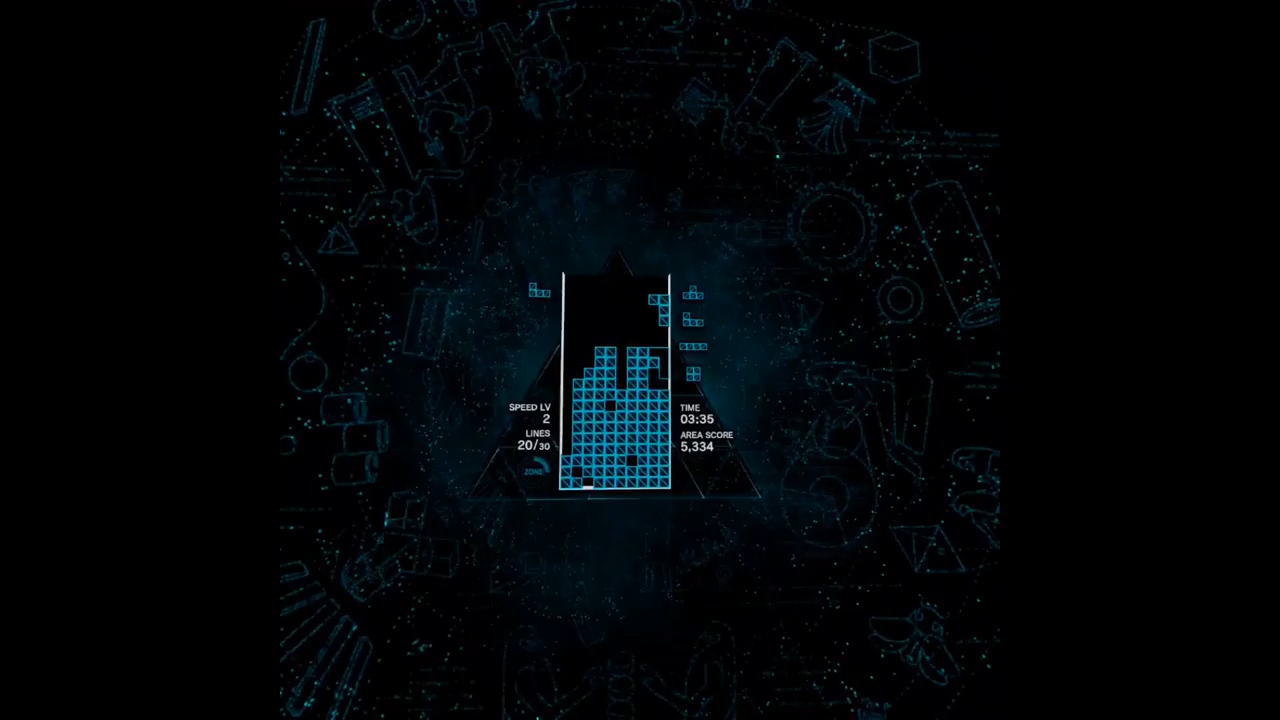 SPEED LV
2
LINES
20/30
ZONE
TIME
03:35
AREA SCORE
5,334